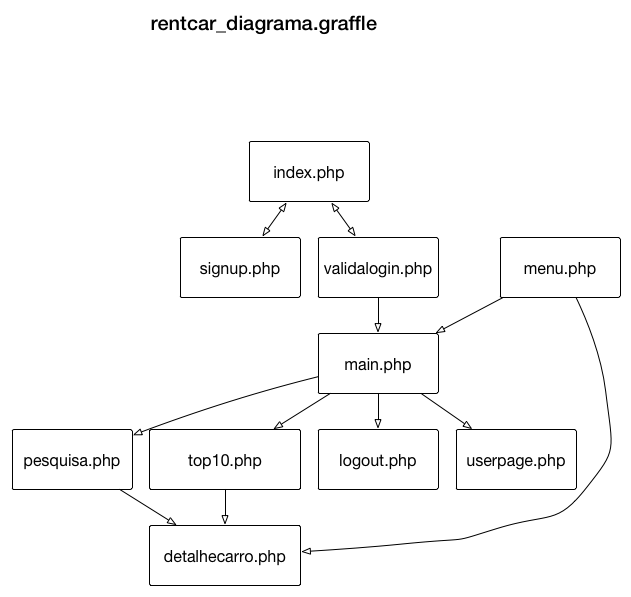 rentcar_diagrama.graffle
index.php
signup.php
validalogin.php
menu.php
main.php
pesquisa.php
top10.php
logout.php
userpage.php
detalhecarro.php